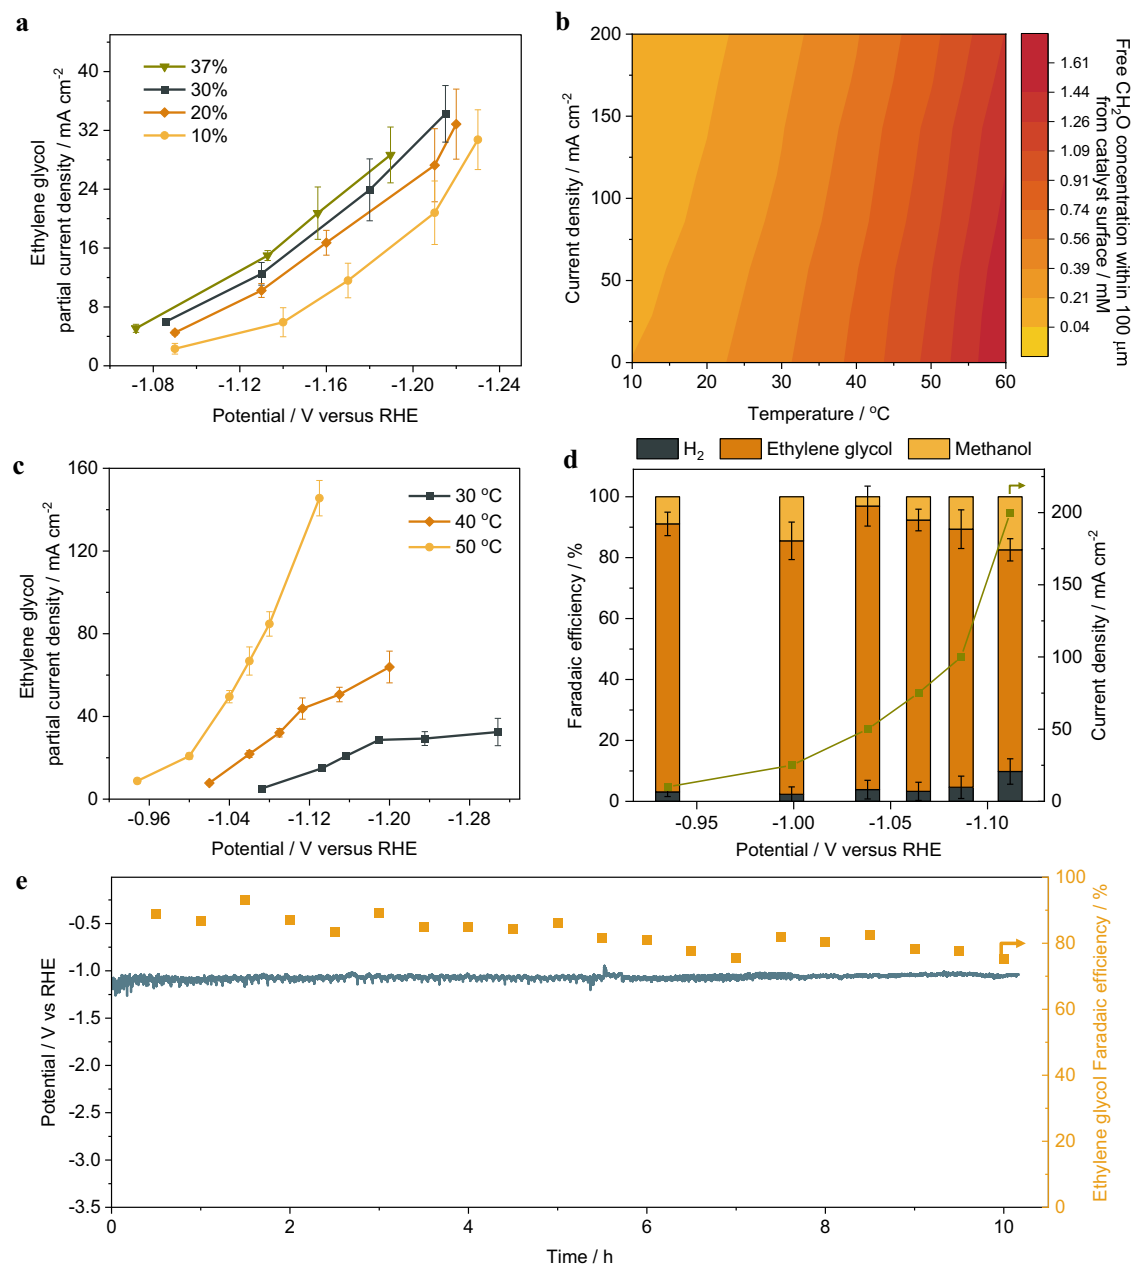 a
37%
30%
20%
10%
40
32
24
16
8
0
-1.08
-1.12
-1.16
-1.20
-1.24
Ethylene glycol
partial current density / mA cm-2
Potential / V versus RHE
b
200
150
100
50
0
10
20
30
40
50
60
Current density / mA cm-2
Temperature / oC
1.61
1.44
1.26
1.09
0.91
0.74
0.56
0.39
0.21
0.04
Free CH2O concentration within 100 μm
from catalyst surface / mM
c
30 oC
40 oC
50 oC
160
120
80
40
0
-0.96
-1.04
-1.12
-1.20
-1.28
Ethylene glycol
partial current density / mA cm-2
Potential / V versus RHE
d
H2
Ethylene glycol
Methanol
100
80
60
40
20
0
200
150
100
50
0
-0.95
-1.00
-1.05
-1.10
Faradaic efficiency / %
Current density / mA cm-2
Potential / V versus RHE
e
-0.5
-1.0
-1.5
-2.0
-2.5
-3.0
-3.5
0
2
4
6
8
10
100
80
60
40
20
0
Potential / V vs RHE
Ethylene glycol Faradaic efficiency / %
Time / h